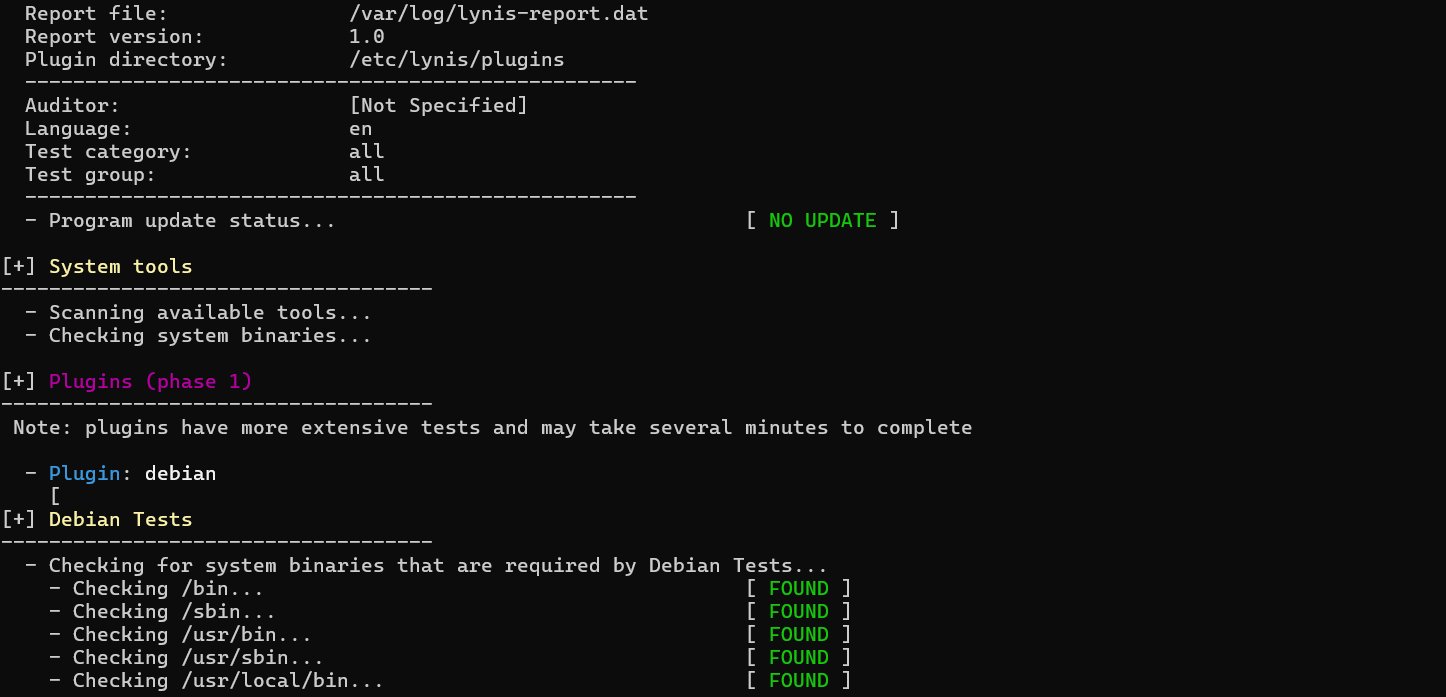 Report file: /var/log/lynis-report.dat
Report version: 1.0
Plugin directory: /etc/lynis/plugins
---------------------------------------------------
Auditor: [Not Specified]
Language: en
Test category: all
Test group: all
---------------------------------------------------
- Program update status... [ NO UPDATE ]
[+] System tools
------------------------------------
- Scanning available tools...
- Checking system binaries...
[+] Plugins (phase 1)
------------------------------------
Note: plugins have more extensive tests and may take several minutes to complete
- Plugin: debian
[
[+] Debian Tests
------------------------------------
- Checking for system binaries that are required by Debian Tests...
- Checking /bin... [ FOUND ]
- Checking /sbin... [ FOUND ]
- Checking /usr/bin... [ FOUND ]
- Checking /usr/sbin... [ FOUND ]
- Checking /usr/local/bin... [ FOUND ]